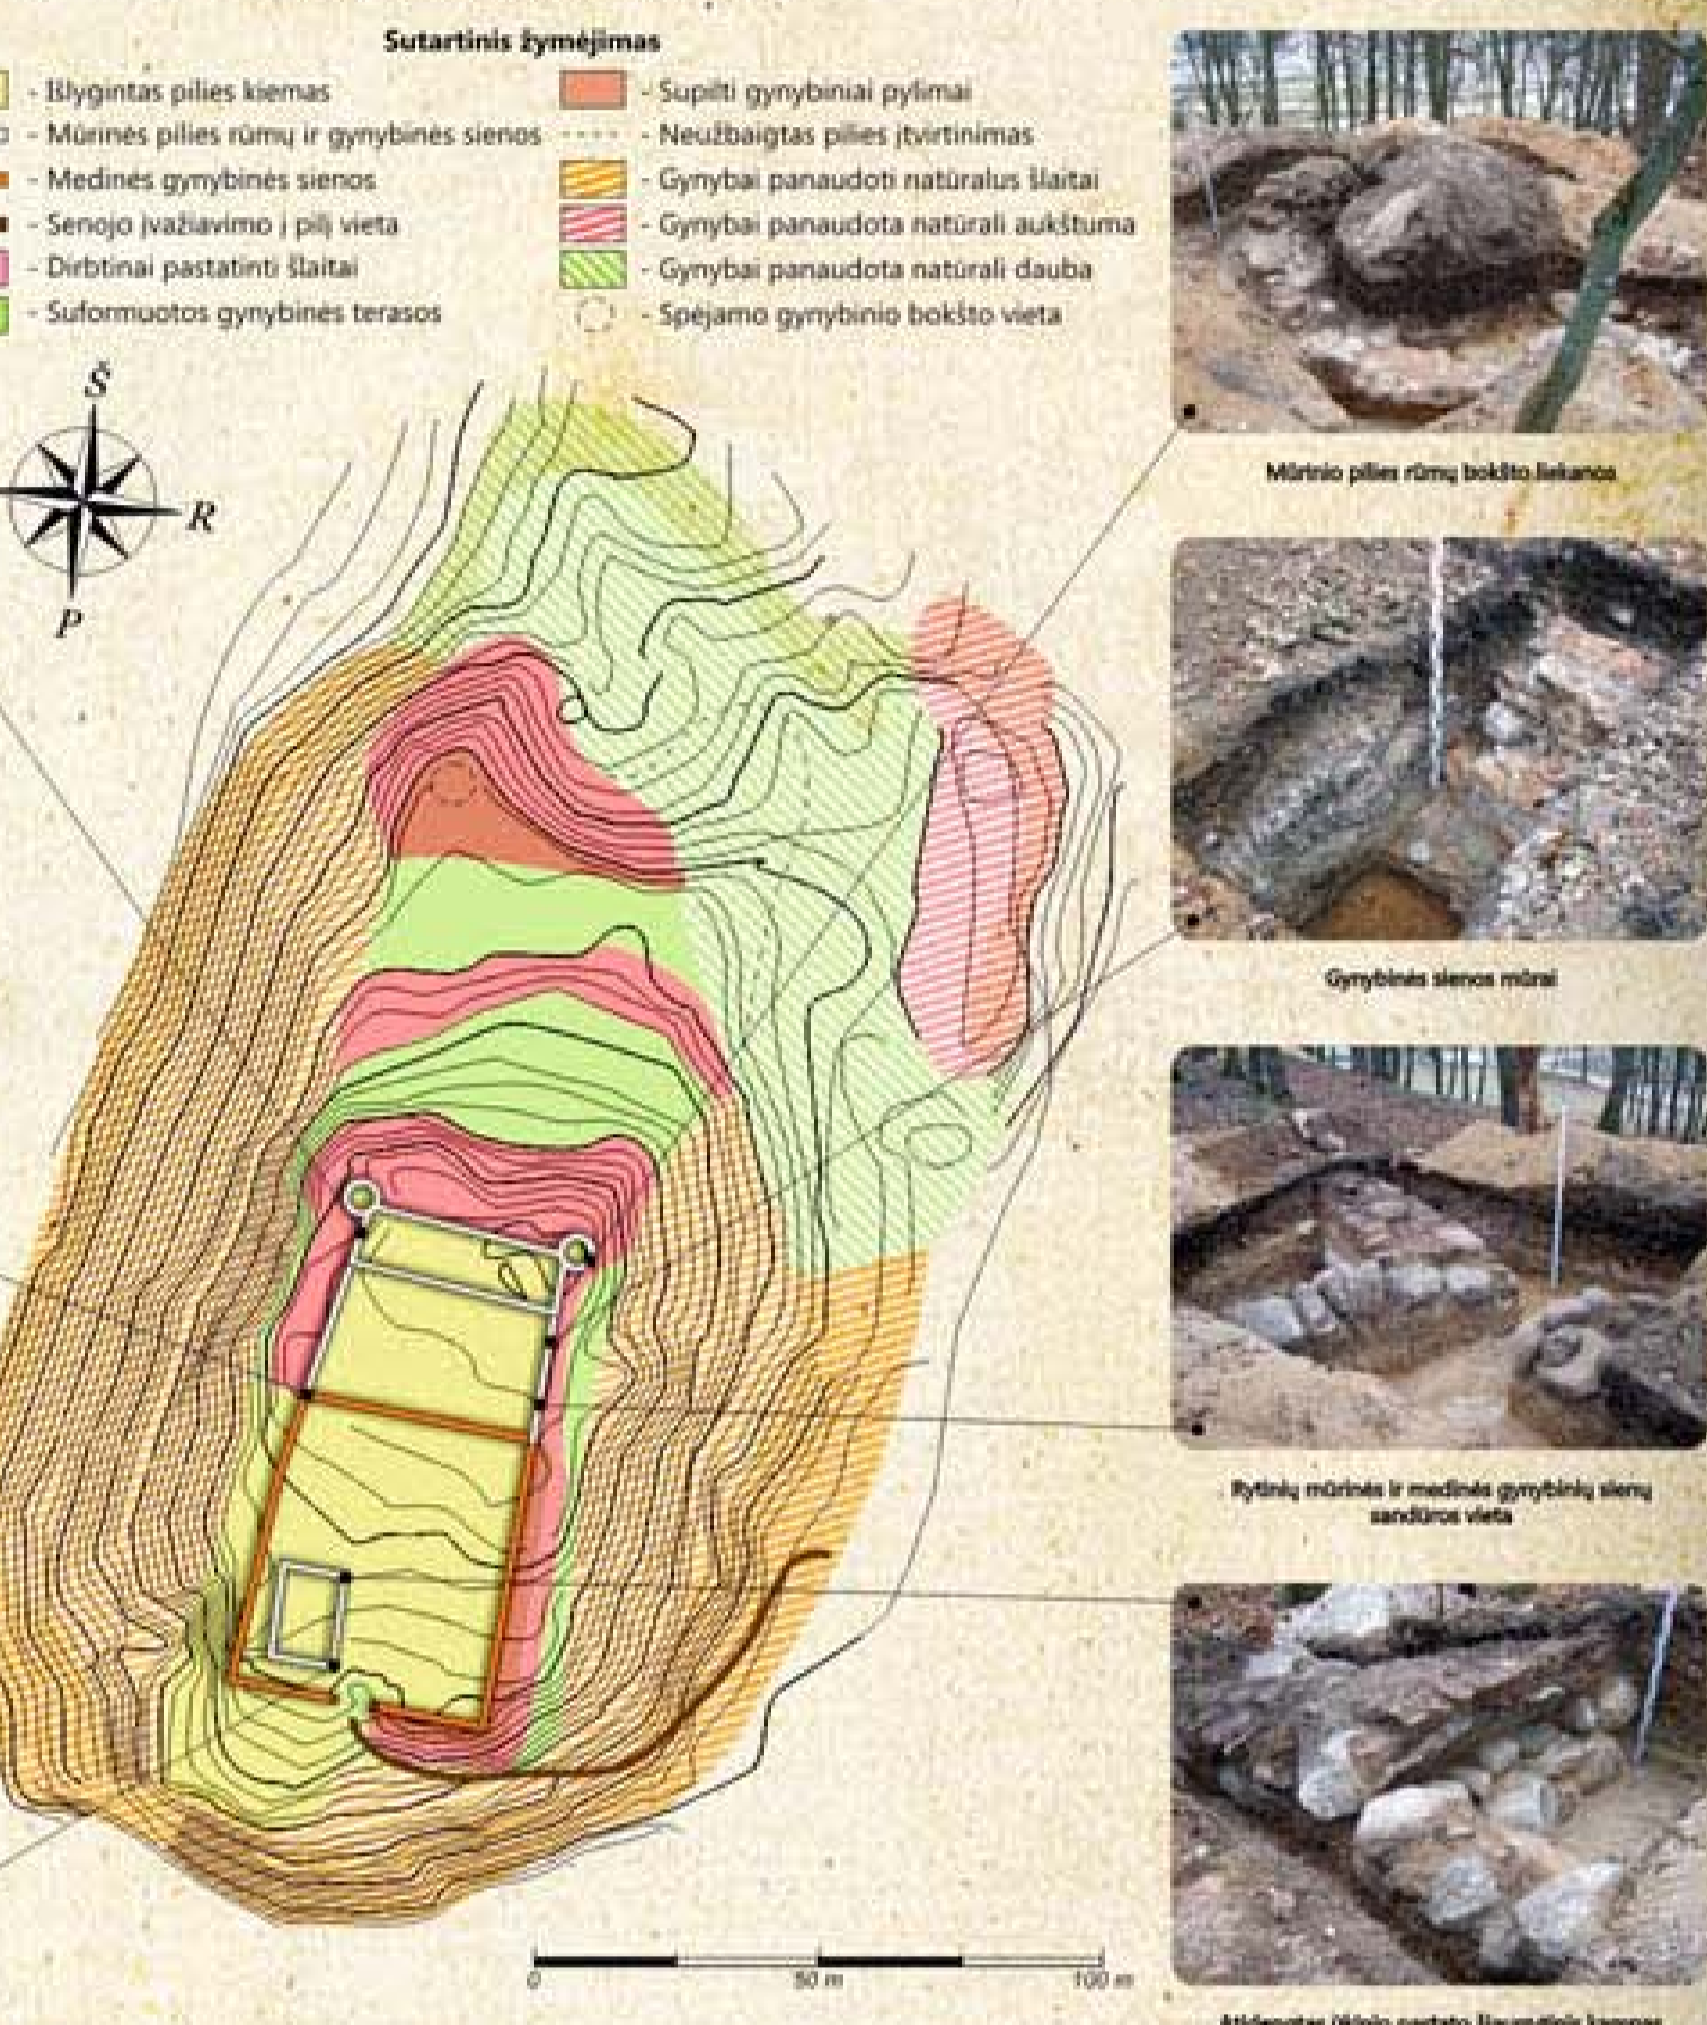 Sutartinis žymėjimas
- Išlygintas pilies kiemas
- Mūrinės pilies rūmų ir gynybinės sienos
- Medinės gynybinės sienos
- Senojo įvažiavimo į pilį vieta
- Dirbtinai pastatinti šlaitai
- Suformuotos gynybinės terasos
- Supilti gynybiniai pylimai
- Neužbaigtas pilies įtvirtinimas
- Gynybai panaudoti natūralus šlaitai
- Gynybai panaudota natūrali aukštuma
- Gynybai panaudota natūrali dauba
- Spėjamo gynybinio bokšto vieta
Š
R
P
Mūrinio pilies rūmų bokšto liekanos
Gynybinės sienos mūrai
Rytinių mūrinės ir medinės gynybinių sienų
sandūros vieta
0 50 m 100 m